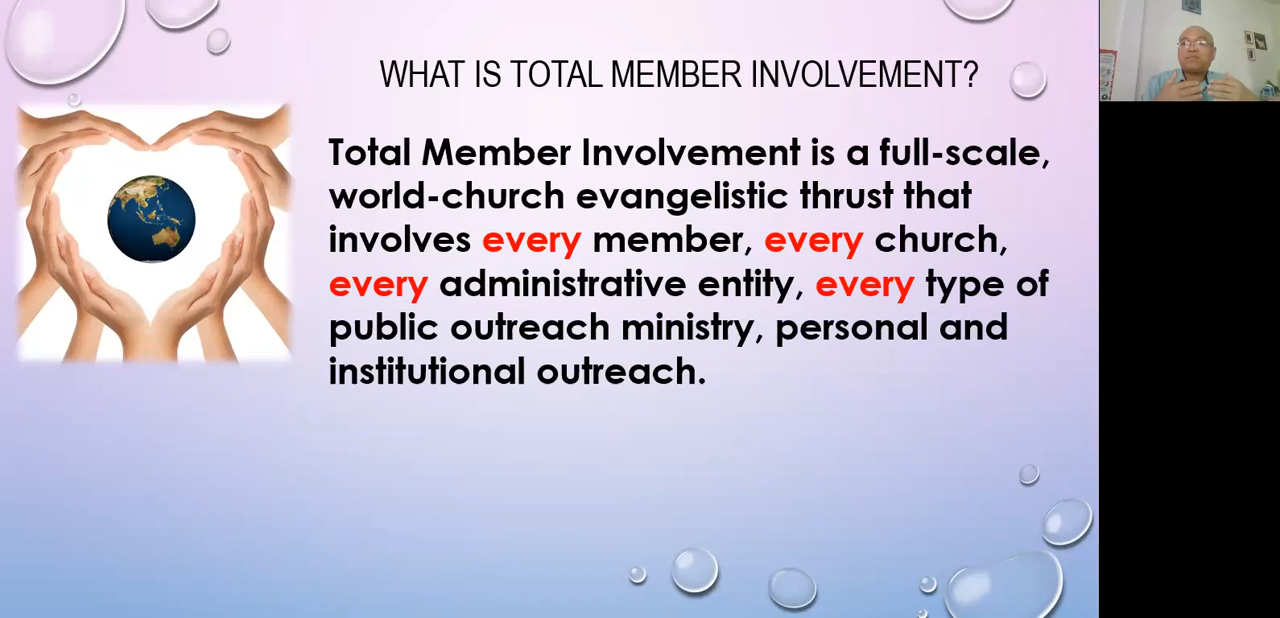 WHAT IS TOTAL MEMBER INVOLVEMENT?
Total Member Involvement is a full-scale,
world-church evangelistic thrust that
involves every member, every church,
every administrative entity, every type of
public outreach ministry, personal and
institutional outreach.